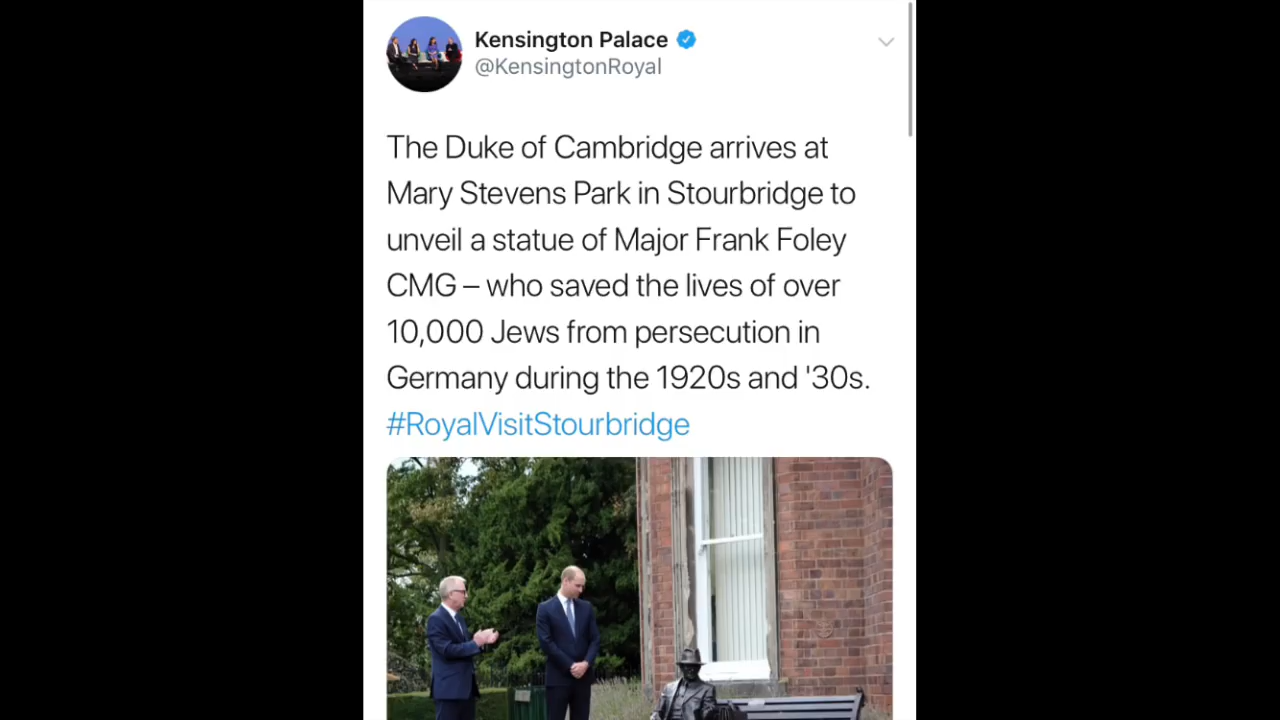 Kensington Palace
@KensingtonRoyal
The Duke of Cambridge arrives at
Mary Stevens Park in Stourbridge to
unveil a statue of Major Frank Foley
CMG – who saved the lives of over
10,000 Jews from persecution in
Germany during the 1920s and '30s.
#RoyalVisitStourbridge